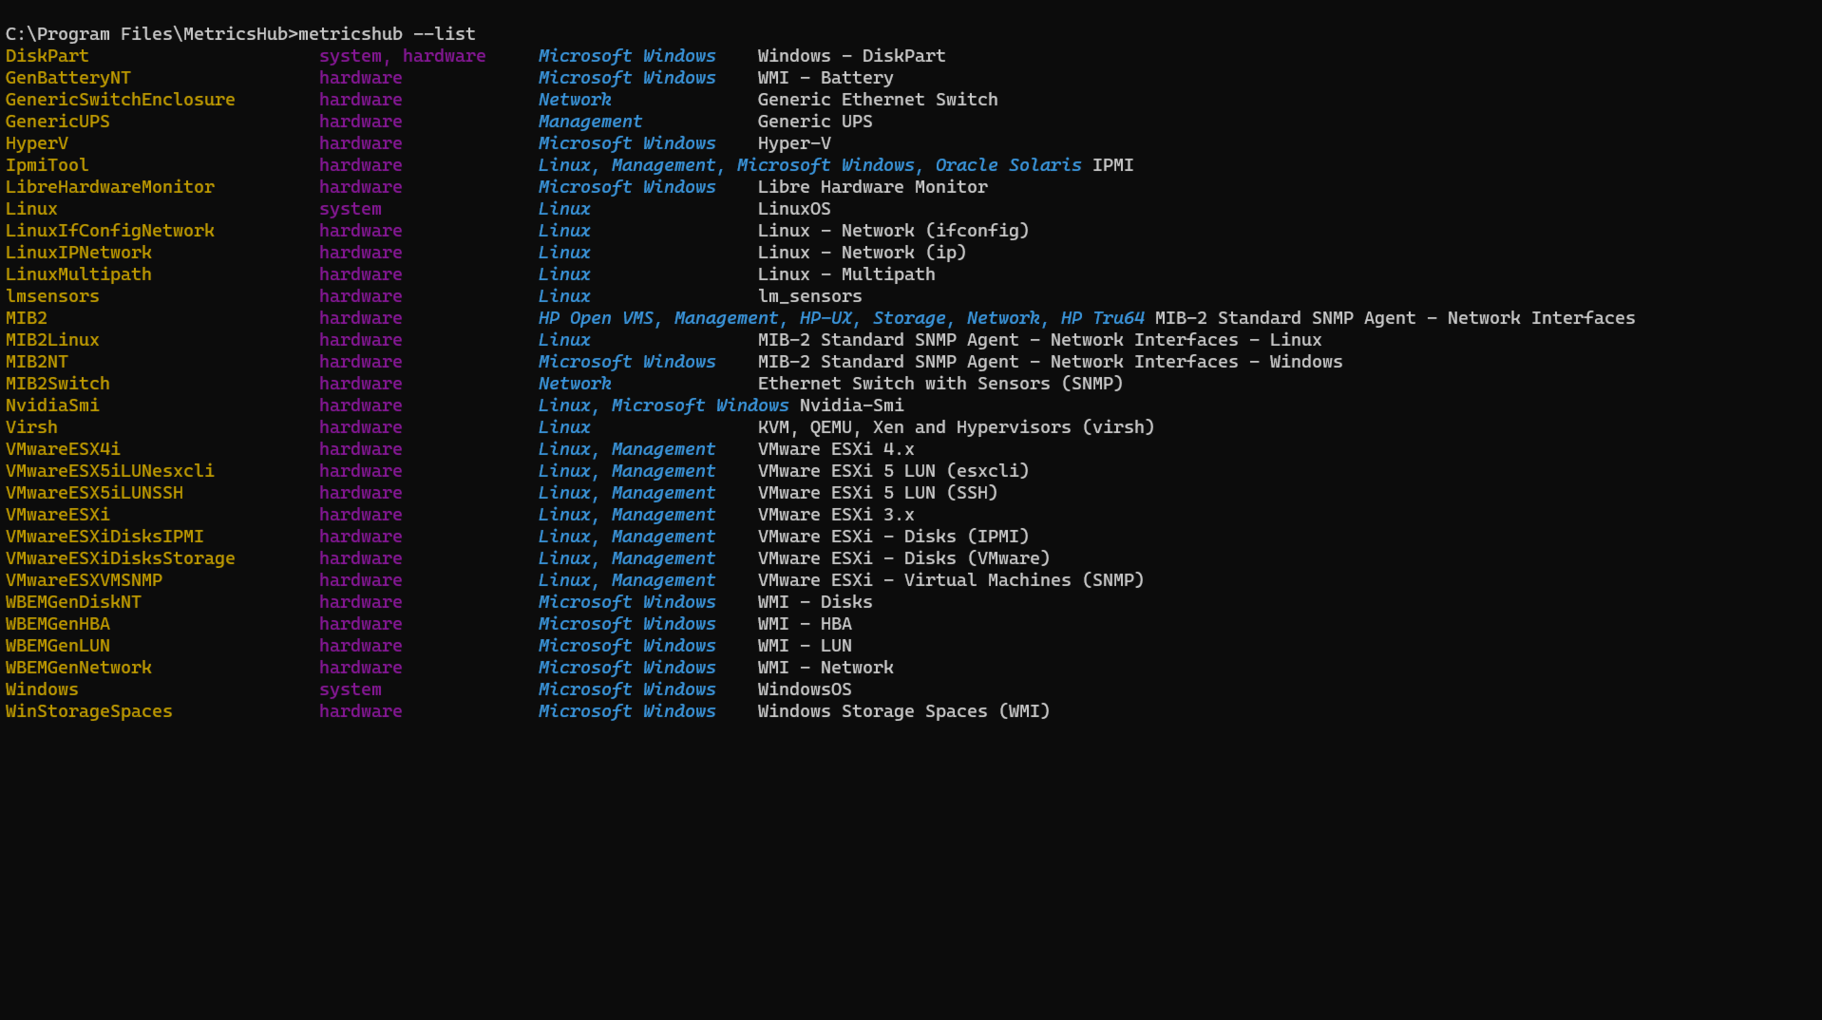 C:\Program Files\MetricsHub>metricshub --list
DiskPart system, hardware Microsoft Windows Windows - DiskPart
GenBatteryNT hardware Microsoft Windows WMI - Battery
GenericSwitchEnclosure hardware Network Generic Ethernet Switch
GenericUPS hardware Management Generic UPS
HyperV hardware Microsoft Windows Hyper-V
IpmiTool hardware Linux, Management, Microsoft Windows, Oracle Solaris IPMI
LibreHardwareMonitor hardware Microsoft Windows Libre Hardware Monitor
Linux system Linux LinuxOS
LinuxIfConfigNetwork hardware Linux Linux - Network (ifconfig)
LinuxIPNetwork hardware Linux Linux - Network (ip)
LinuxMultipath hardware Linux Linux - Multipath
lmsensors hardware Linux lm_sensors
MIB2 hardware HP Open VMS, Management, HP-UX, Storage, Network, HP Tru64 MIB-2 Standard SNMP Agent - Network Interfaces
MIB2Linux hardware Linux MIB-2 Standard SNMP Agent - Network Interfaces - Linux
MIB2NT hardware Microsoft Windows MIB-2 Standard SNMP Agent - Network Interfaces - Windows
MIB2Switch hardware Network Ethernet Switch with Sensors (SNMP)
NvidiaSmi hardware Linux, Microsoft Windows Nvidia-Smi
Virsh hardware Linux KVM, QEMU, Xen and Hypervisors (virsh)
VMwareESX4i hardware Linux, Management VMware ESXi 4.x
VMwareESX5iLUNesxcli hardware Linux, Management VMware ESXi 5 LUN (esxcli)
VMwareESX5iLUNSSH hardware Linux, Management VMware ESXi 5 LUN (SSH)
VMwareESXi hardware Linux, Management VMware ESXi 3.x
VMwareESXiDisksIPMI hardware Linux, Management VMware ESXi - Disks (IPMI)
VMwareESXiDisksStorage hardware Linux, Management VMware ESXi - Disks (VMware)
VMwareESXVMSNMP hardware Linux, Management VMware ESXi - Virtual Machines (SNMP)
WBEMGenDiskNT hardware Microsoft Windows WMI - Disks
WBEMGenHBA hardware Microsoft Windows WMI - HBA
WBEMGenLUN hardware Microsoft Windows WMI - LUN
WBEMGenNetwork hardware Microsoft Windows WMI - Network
Windows system Microsoft Windows WindowsOS
WinStorageSpaces hardware Microsoft Windows Windows Storage Spaces (WMI)